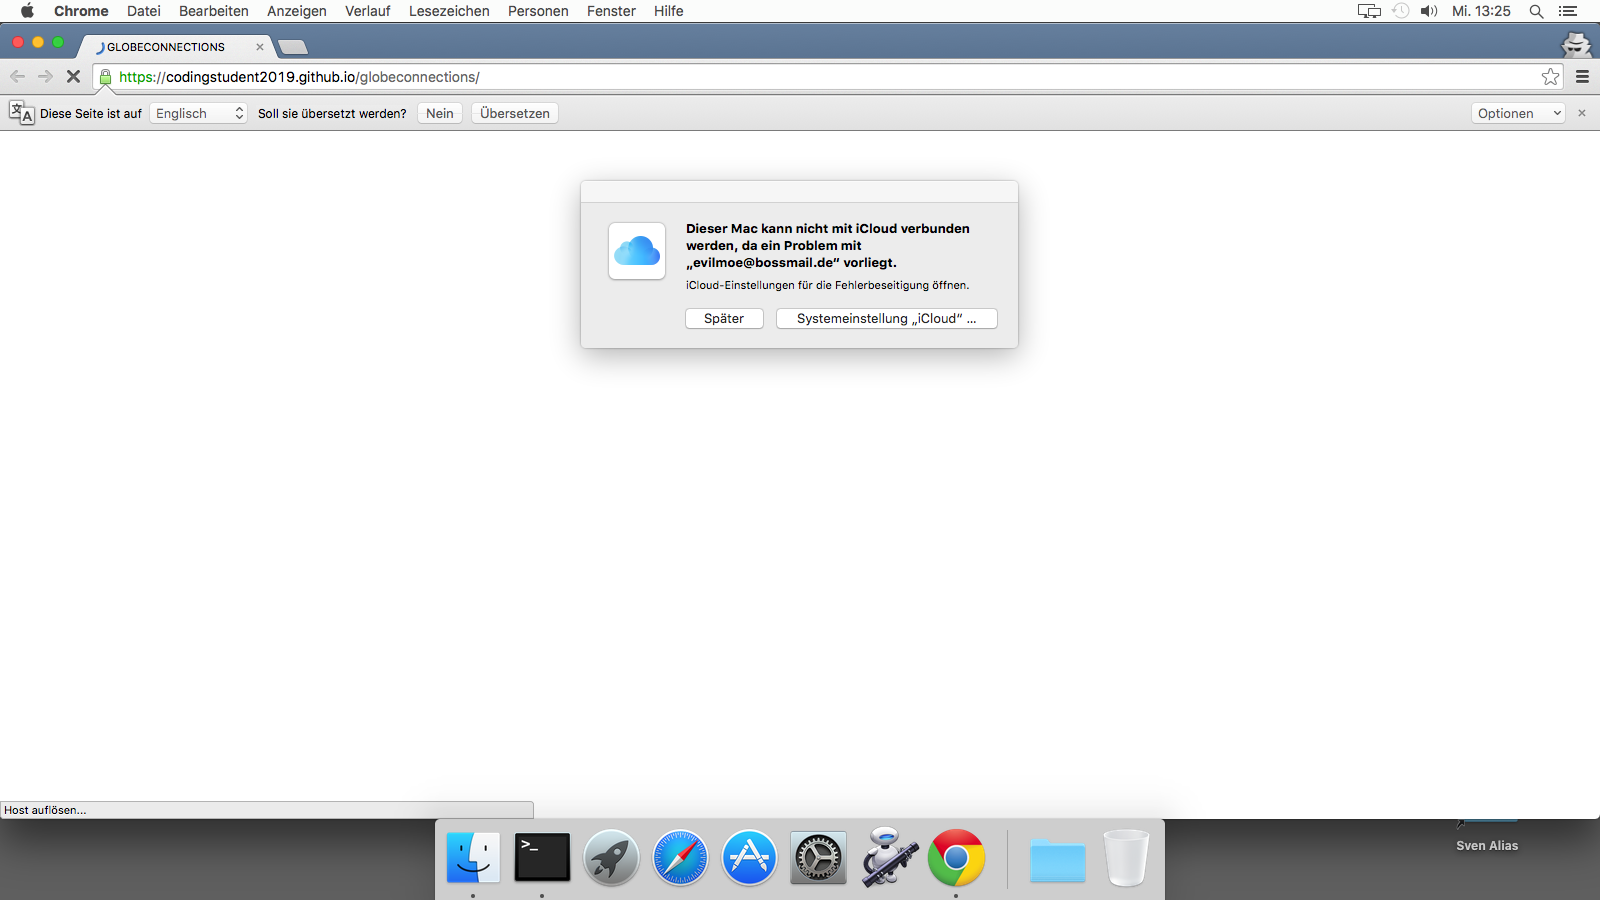 Chrome Datei Bearbeiten Anzeigen Verlauf Lesezeichen Personen Fenster Hilfe Mi. 13:25
GLOBECONNECTIONS
https://codingstudent2019.github.io/globeconnections/
Diese Seite ist auf Englisch Soll sie übersetzt werden? Nein Übersetzen Optionen
Dieser Mac kann nicht mit iCloud verbunden
werden, da ein Problem mit
„evilmoe@bossmail.de“ vorliegt.
iCloud-Einstellungen für die Fehlerbeseitigung öffnen.
Später Systemeinstellung „iCloud“ ...
Host auflösen...
Sven Alias